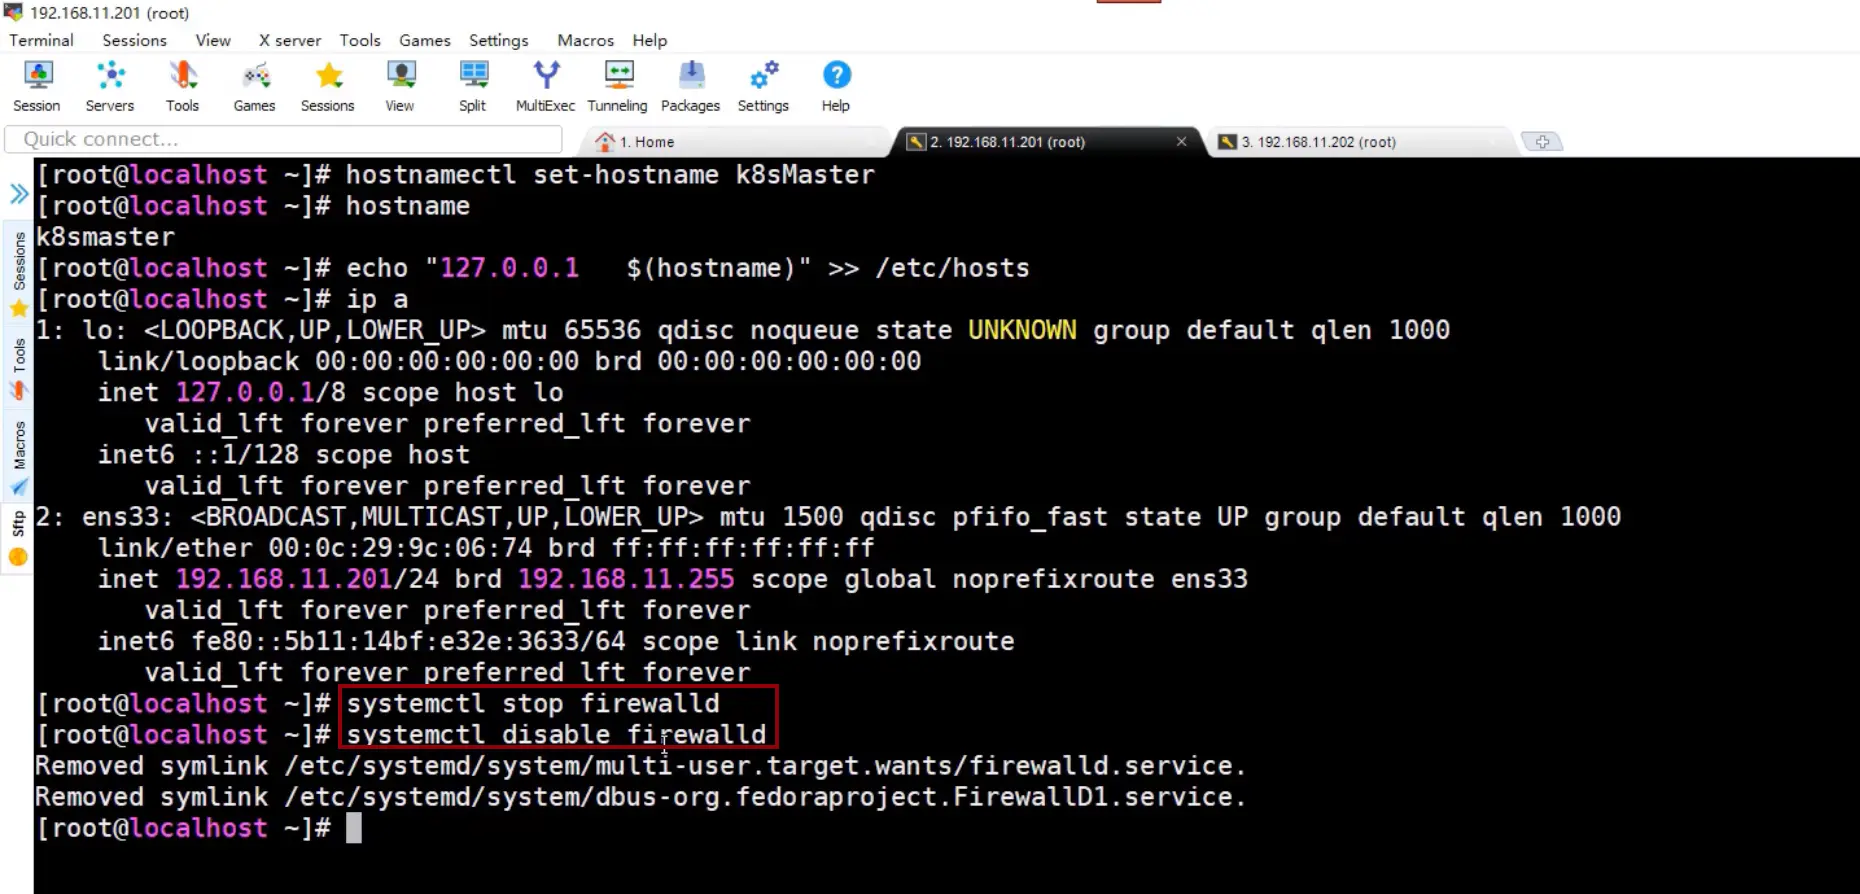 192.168.11.201 (root)
Terminal Sessions View X server Tools Games Settings Macros Help
Session Servers Tools Games Sessions View Split MultiExec Tunneling Packages Settings Help
Quick connect... 1. Home 2. 192.168.11.201 (root) 3. 192.168.11.202 (root)
Sessions
Tools
Macros
Sftp
[root@localhost ~]# hostnamectl set-hostname k8sMaster
[root@localhost ~]# hostname
k8smaster
[root@localhost ~]# echo "127.0.0.1   $(hostname)" >> /etc/hosts
[root@localhost ~]# ip a
1: lo: <LOOPBACK,UP,LOWER_UP> mtu 65536 qdisc noqueue state UNKNOWN group default qlen 1000
    link/loopback 00:00:00:00:00:00 brd 00:00:00:00:00:00
    inet 127.0.0.1/8 scope host lo
       valid_lft forever preferred_lft forever
    inet6 ::1/128 scope host
       valid_lft forever preferred_lft forever
2: ens33: <BROADCAST,MULTICAST,UP,LOWER_UP> mtu 1500 qdisc pfifo_fast state UP group default qlen 1000
    link/ether 00:0c:29:9c:06:74 brd ff:ff:ff:ff:ff:ff
    inet 192.168.11.201/24 brd 192.168.11.255 scope global noprefixroute ens33
       valid_lft forever preferred_lft forever
    inet6 fe80::5b11:14bf:e32e:3633/64 scope link noprefixroute
       valid_lft forever preferred_lft forever
[root@localhost ~]# systemctl stop firewalld
[root@localhost ~]# systemctl disable firewalld
Removed symlink /etc/systemd/system/multi-user.target.wants/firewalld.service.
Removed symlink /etc/systemd/system/dbus-org.fedoraproject.FirewallD1.service.
[root@localhost ~]#